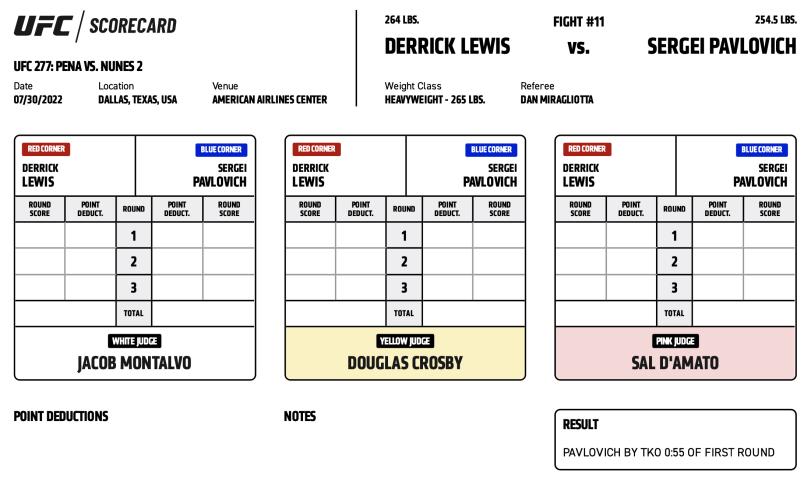 UFC SCORECARD
UFC 277: PENA VS. NUNES 2
Date Location Venue
07/30/2022 DALLAS, TEXAS, USA AMERICAN AIRLINES CENTER
264 LBS. FIGHT #11 254.5 LBS.
DERRICK LEWIS VS. SERGEI PAVLOVICH
Weight Class Referee
HEAVYWEIGHT - 265 LBS. DAN MIRAGLIOTTA
RED CORNER BLUE CORNER
DERRICK SERGEI
LEWIS PAVLOVICH
ROUND SCORE POINT DEDUCT. ROUND POINT DEDUCT. ROUND SCORE
1
2
3
TOTAL
WHITE JUDGE
JACOB MONTALVO
RED CORNER BLUE CORNER
DERRICK SERGEI
LEWIS PAVLOVICH
ROUND SCORE POINT DEDUCT. ROUND POINT DEDUCT. ROUND SCORE
1
2
3
TOTAL
YELLOW JUDGE
DOUGLAS CROSBY
RED CORNER BLUE CORNER
DERRICK SERGEI
LEWIS PAVLOVICH
ROUND SCORE POINT DEDUCT. ROUND POINT DEDUCT. ROUND SCORE
1
2
3
TOTAL
PINK JUDGE
SAL D'AMATO
POINT DEDUCTIONS
NOTES
RESULT
PAVLOVICH BY TKO 0:55 OF FIRST ROUND